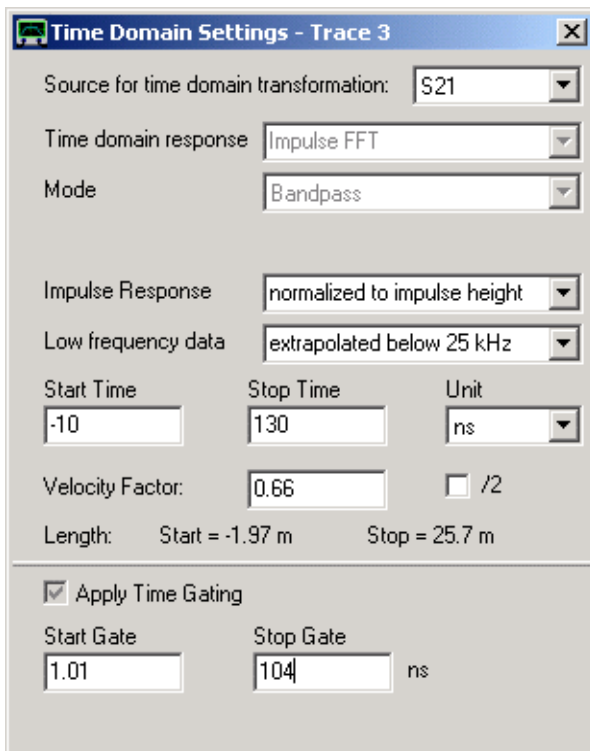 Time Domain Settings - Trace 3
Source for time domain transformation: S21
Time domain response Impulse FFT
Mode Bandpass
Impulse Response normalized to impulse height
Low frequency data extrapolated below 25 kHz
Start Time Stop Time Unit
-10 130 ns
Velocity Factor: 0.66 /2
Length: Start = -1.97 m Stop = 25.7 m
Apply Time Gating
Start Gate Stop Gate
1.01 104 ns